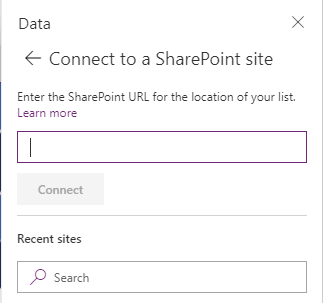 Data
Connect to a SharePoint site
Enter the SharePoint URL for the location of your list.
Learn more
Connect
Recent sites
Search